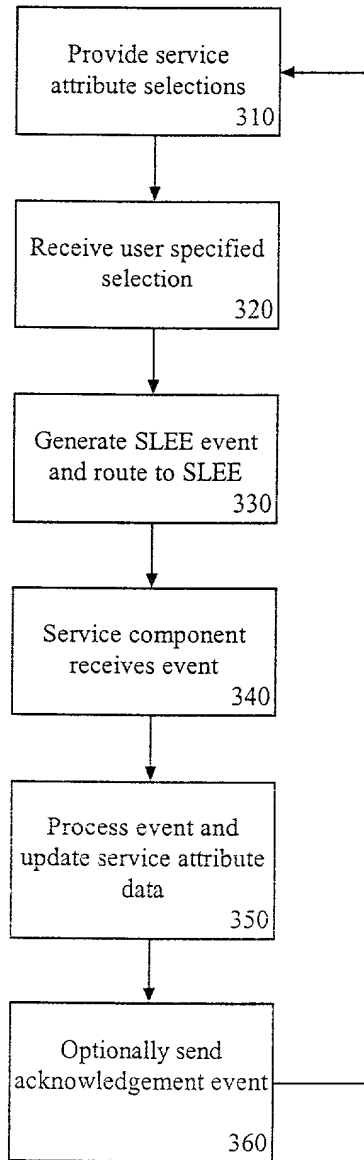 Provide service
attribute selections
310
Receive user specified
selection
320
Generate SLEE event
and route to SLEE
330
Service component
receives event
340
Process event and
update service attribute
data
350
Optionally send
acknowledgement event
360